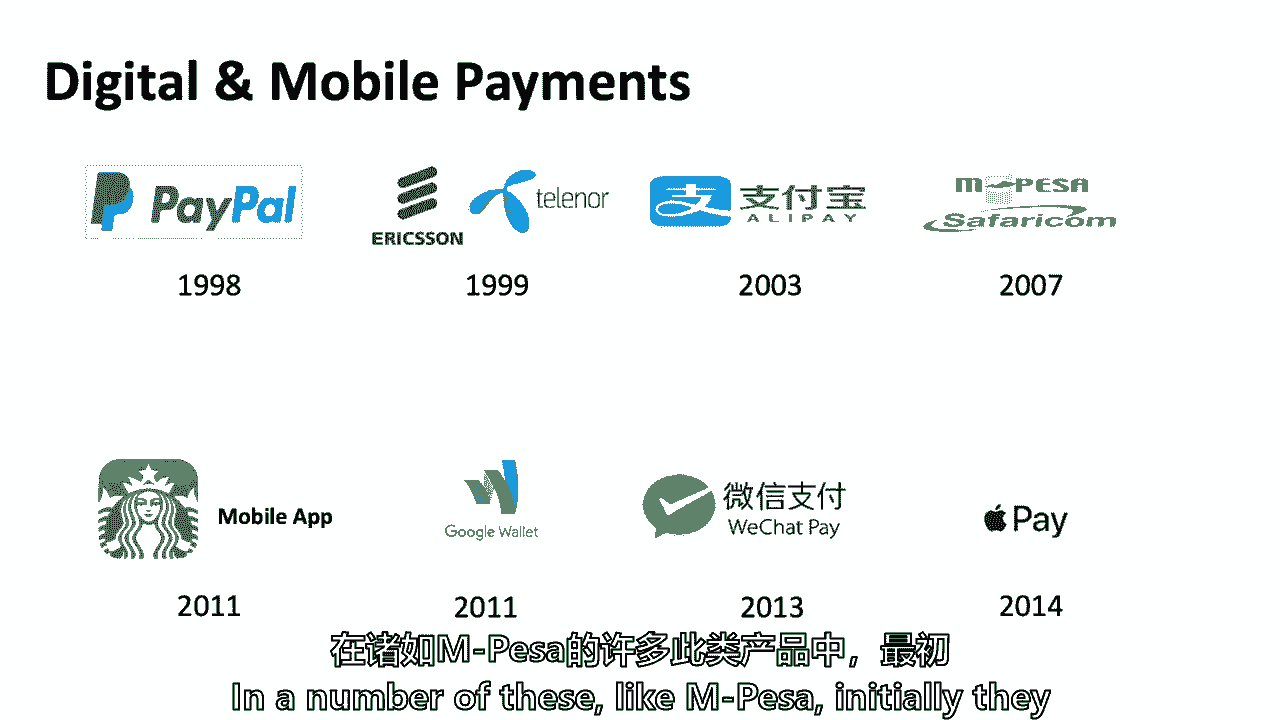 Digital & Mobile Payments
PayPal
ERICSSON
telenor
支付宝
ALIPAY
M-PESA
Safaricom
1998
1999
2003
2007
Mobile App
Google Wallet
微信支付
WeChat Pay
Pay
2011
2011
2013
2014
在诸如M-Pesa的许多此类产品中，最初
In a number of these, like M-Pesa, initially they